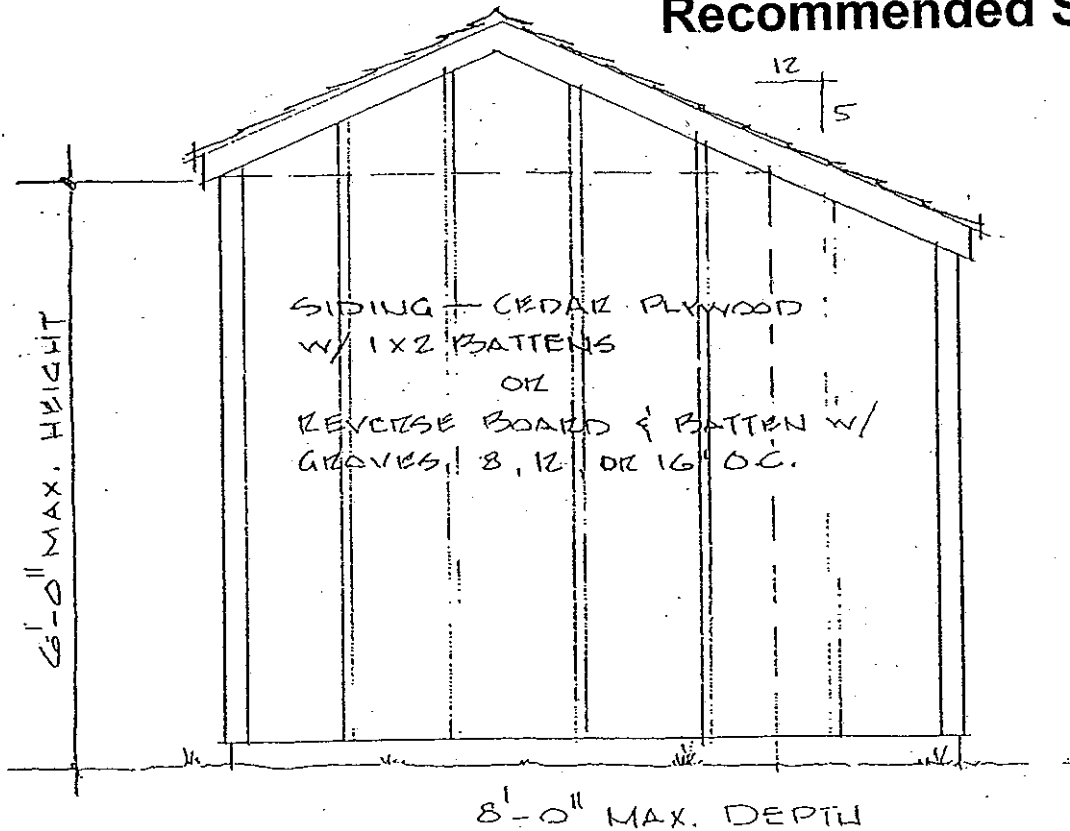 Recommended S
12
5
SIDING — CEDAR PLYWOOD
W/ 1X2 BATTENS
OR
REVERSE BOARD & BATTEN W/
GROVES, 8, 12, OR 16 O.C.
6'-0" MAX. HEIGHT
8'-0" MAX. DEPTH